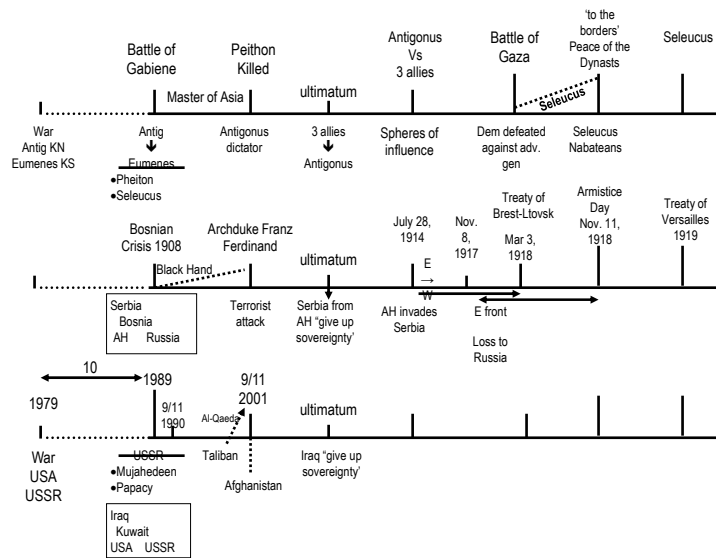 Battle of
Gabiene
Peithon
Killed
Antigonus
Vs
3 allies
Battle of
Gaza
'to the
borders'
Peace of the
Dynasts
Seleucus
Master of Asia
ultimatum
Seleucus
War
Antig KN
Eumenes KS
Antig
Eumenes
●Pheiton
●Seleucus
Antigonus
dictator
3 allies
Antigonus
Spheres of
influence
Dem defeated
against adv.
gen
Seleucus
Nabateans
Bosnian
Crisis 1908
Archduke Franz
Ferdinand
ultimatum
July 28,
1914
Nov.
8,
1917
Treaty of
Brest-Ltovsk
Mar 3,
1918
Armistice
Day
Nov. 11,
1918
Treaty of
Versailles
1919
Black Hand
E
→
W
Serbia
Bosnia
AH Russia
Terrorist
attack
Serbia from
AH "give up
sovereignty'
AH invades
Serbia
E front
Loss to
Russia
10
1979
1989
9/11
1990
9/11
2001
Al-Qaeda
ultimatum
War
USA
USSR
USSR
●Mujahedeen
●Papacy
Taliban
Afghanistan
Iraq "give up
sovereignty'
Iraq
Kuwait
USA USSR